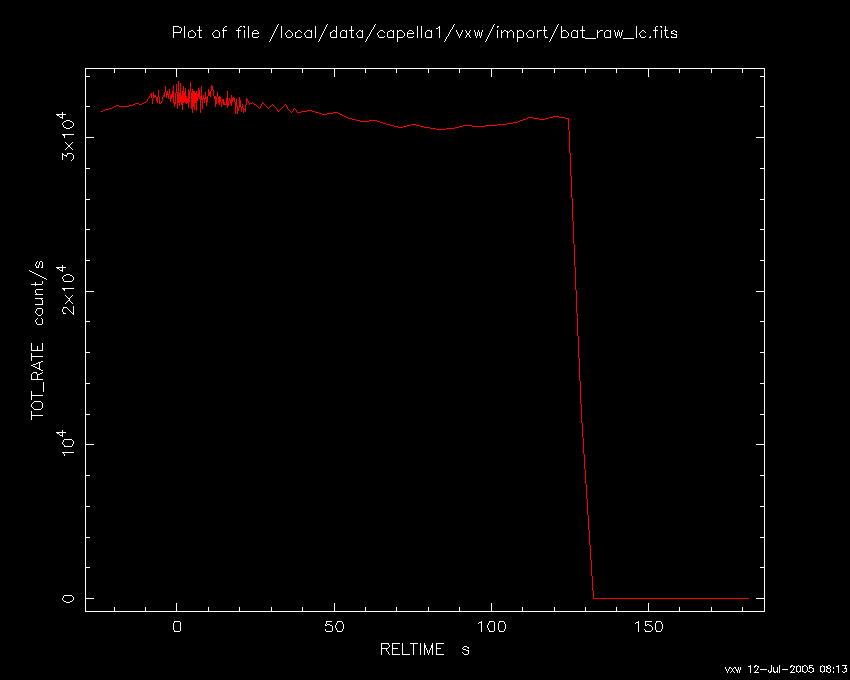 Plot of file /local/data/capella1/vxw/import/bat_raw_lc.fits
TOT_RATE count/s
3×10⁴
2×10⁴
10⁴
0
0 50 100 150
RELTIME s
vxw 12-Jul-2005 08:13